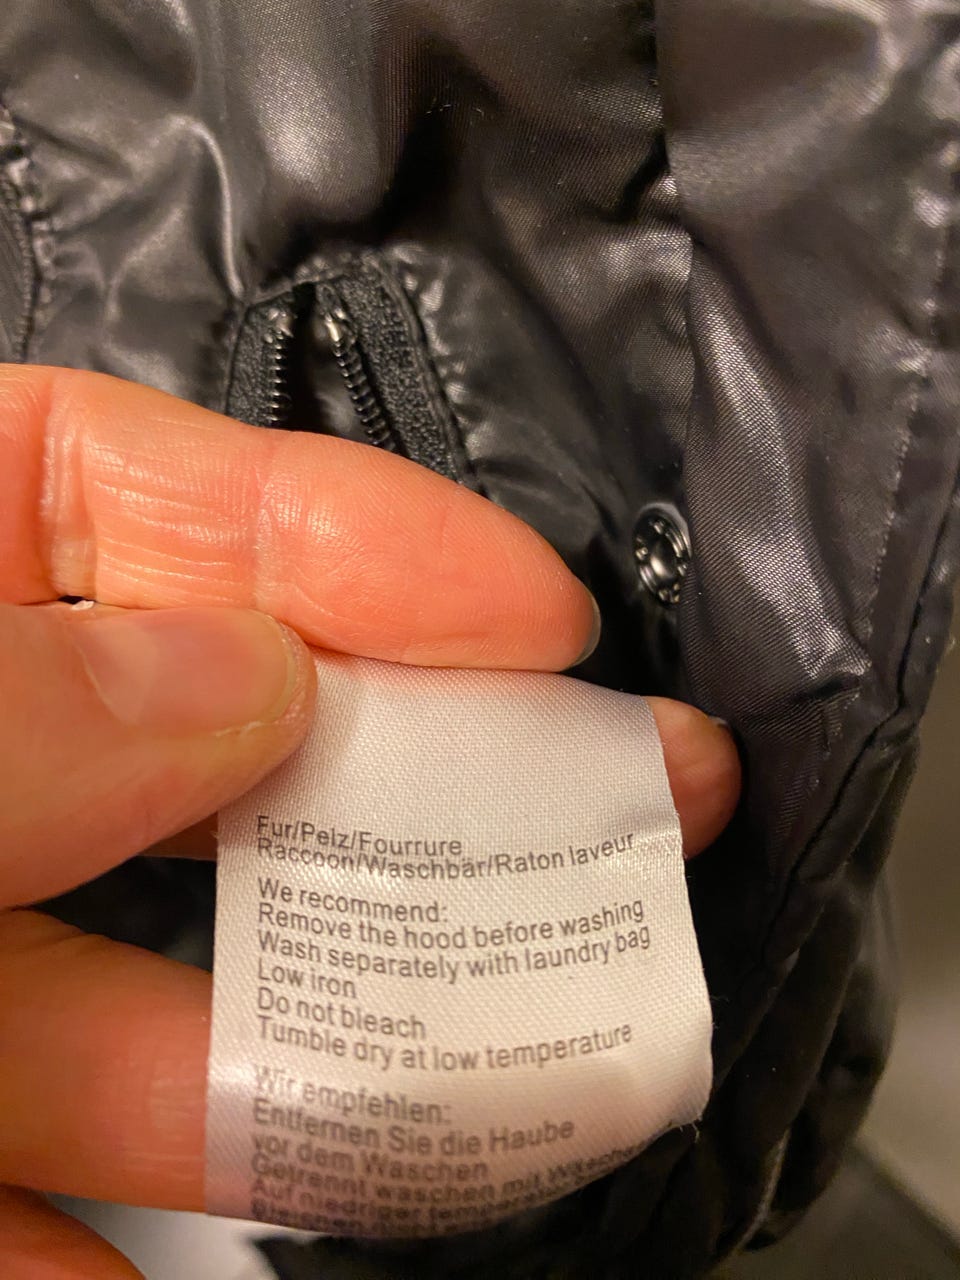 Fur/Pelz/Fourrure
Raccoon/Waschbär/Raton laveur
We recommend:
Remove the hood before washing
Wash separately with laundry bag
Low iron
Do not bleach
Tumble dry at low temperature
Wir empfehlen:
Entfernen Sie die Haube
vor dem Waschen
Getrennt waschen mit
Auf niedriger